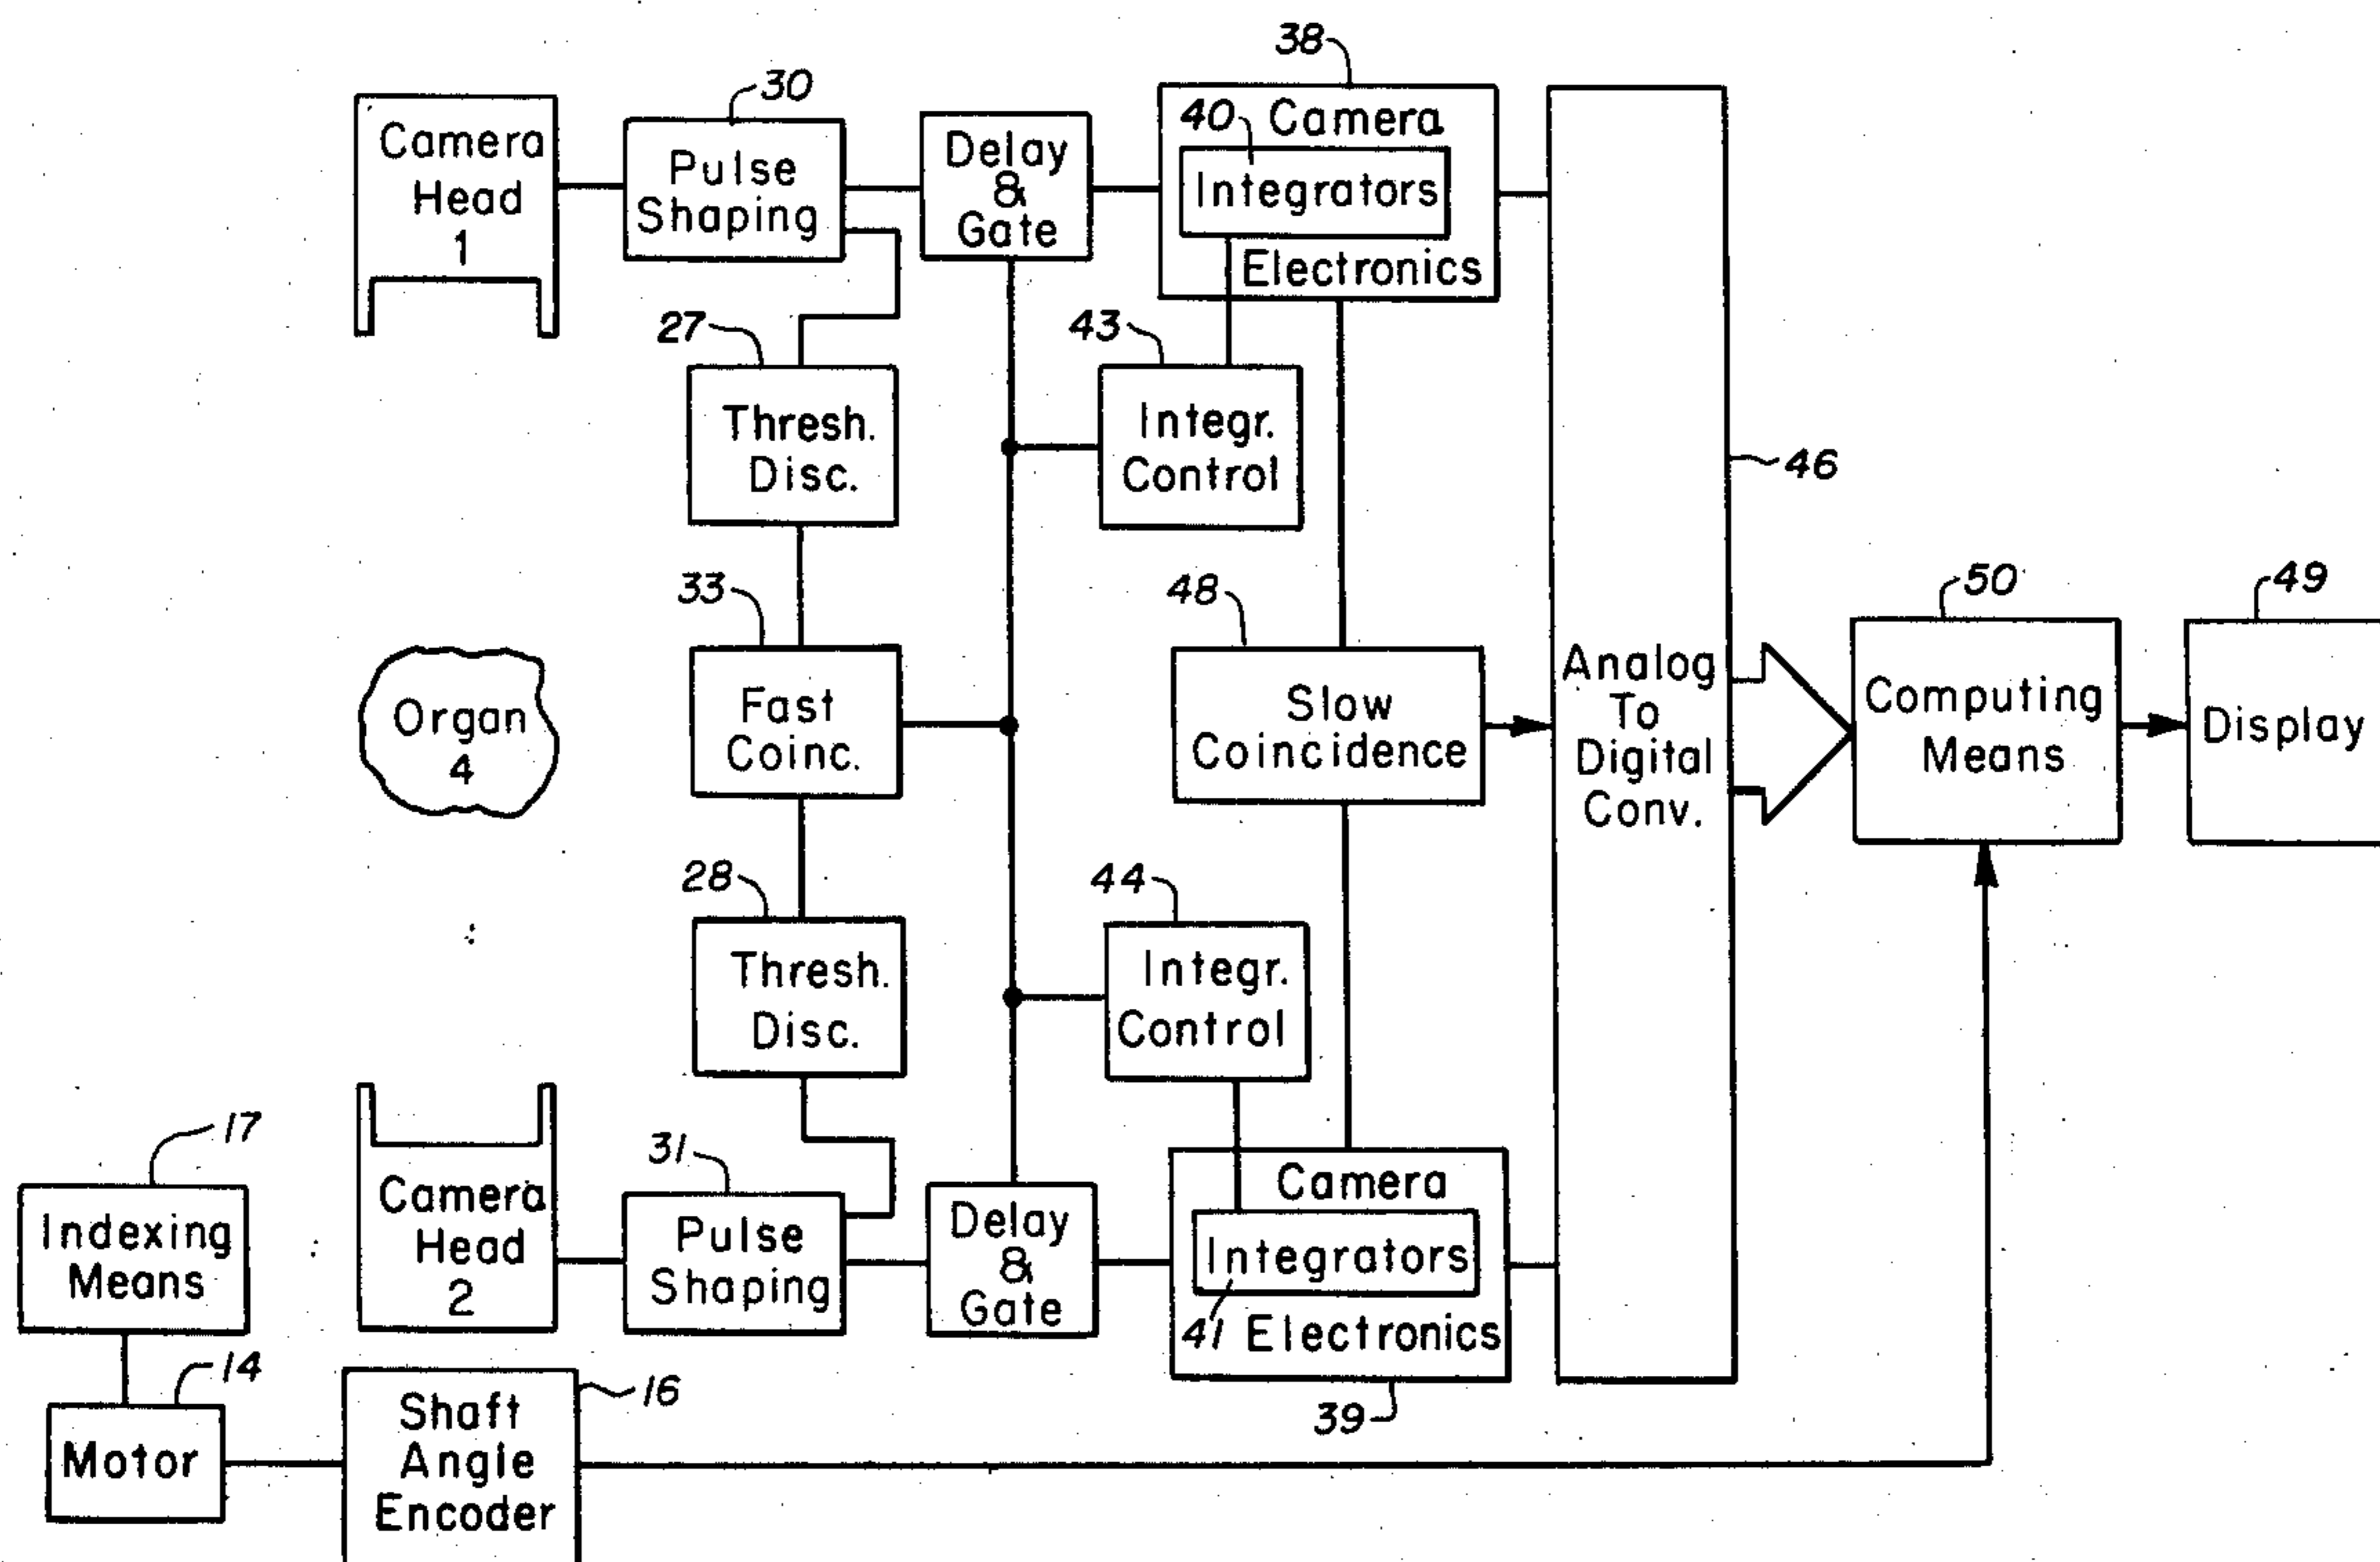 38
30
Camera
Head
1
Pulse
Shaping
Delay
&
Gate
40 Camera
Integrators
Electronics
27
Thresh.
Disc.
43
Integr.
Control
46
33
Fast
Coinc.
48
Slow
Coincidence
Analog
To
Digital
Conv.
50
Computing
Means
49
Display
Organ
4
28
Thresh.
Disc.
44
Integr.
Control
17
Indexing
Means
Camera
Head
2
31
Pulse
Shaping
Delay
&
Gate
Camera
Integrators
41 Electronics
39
14
Motor
16
Shaft
Angle
Encoder